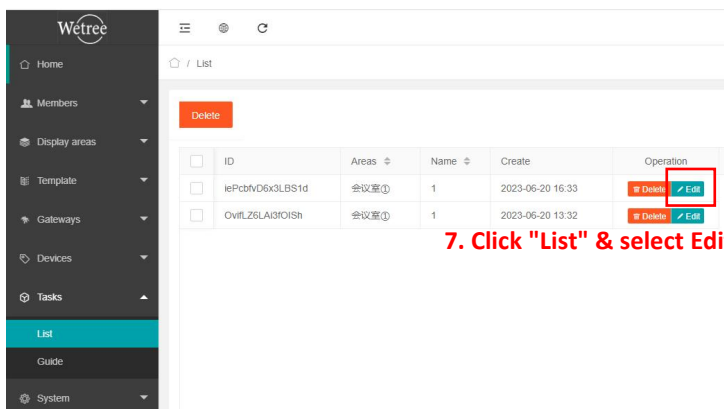 Wetree
Home
/ List
Members
Delete
Display areas
ID Areas Name Create Operation
Template
iePcbfvD6x3LBS1d 会议室① 1 2023-06-20 16:33 Delete Edit
Gateways
OvifLZ6LAi3fOISh 会议室① 1 2023-06-20 13:32 Delete Edit
7. Click "List" & select Edi
Devices
Tasks
List
Guide
System